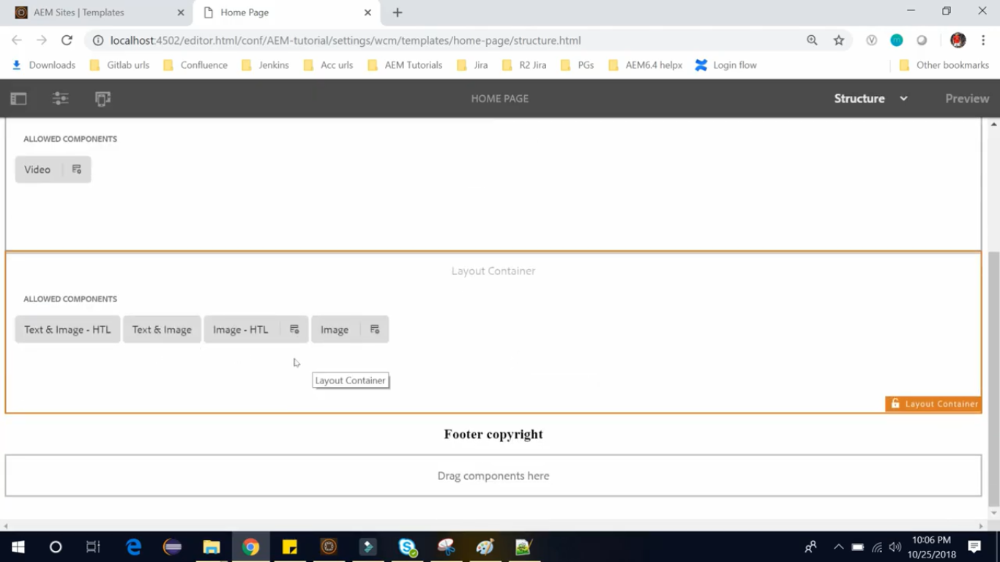 AEM Sites | Templates
Home Page
localhost:4502/editor.html/conf/AEM-tutorial/settings/wcm/templates/home-page/structure.html
Downloads Gitlab urls Confluence Jenkins Acc urls AEM Tutorials Jira R2 Jira PGs AEM6.4 helpx Login flow Other bookmarks
HOME PAGE Structure Preview
ALLOWED COMPONENTS
Video
Layout Container
ALLOWED COMPONENTS
Text & Image - HTL Text & Image Image - HTL Image
Layout Container
Layout Container
Footer copyright
Drag components here
10:06 PM
10/25/2018